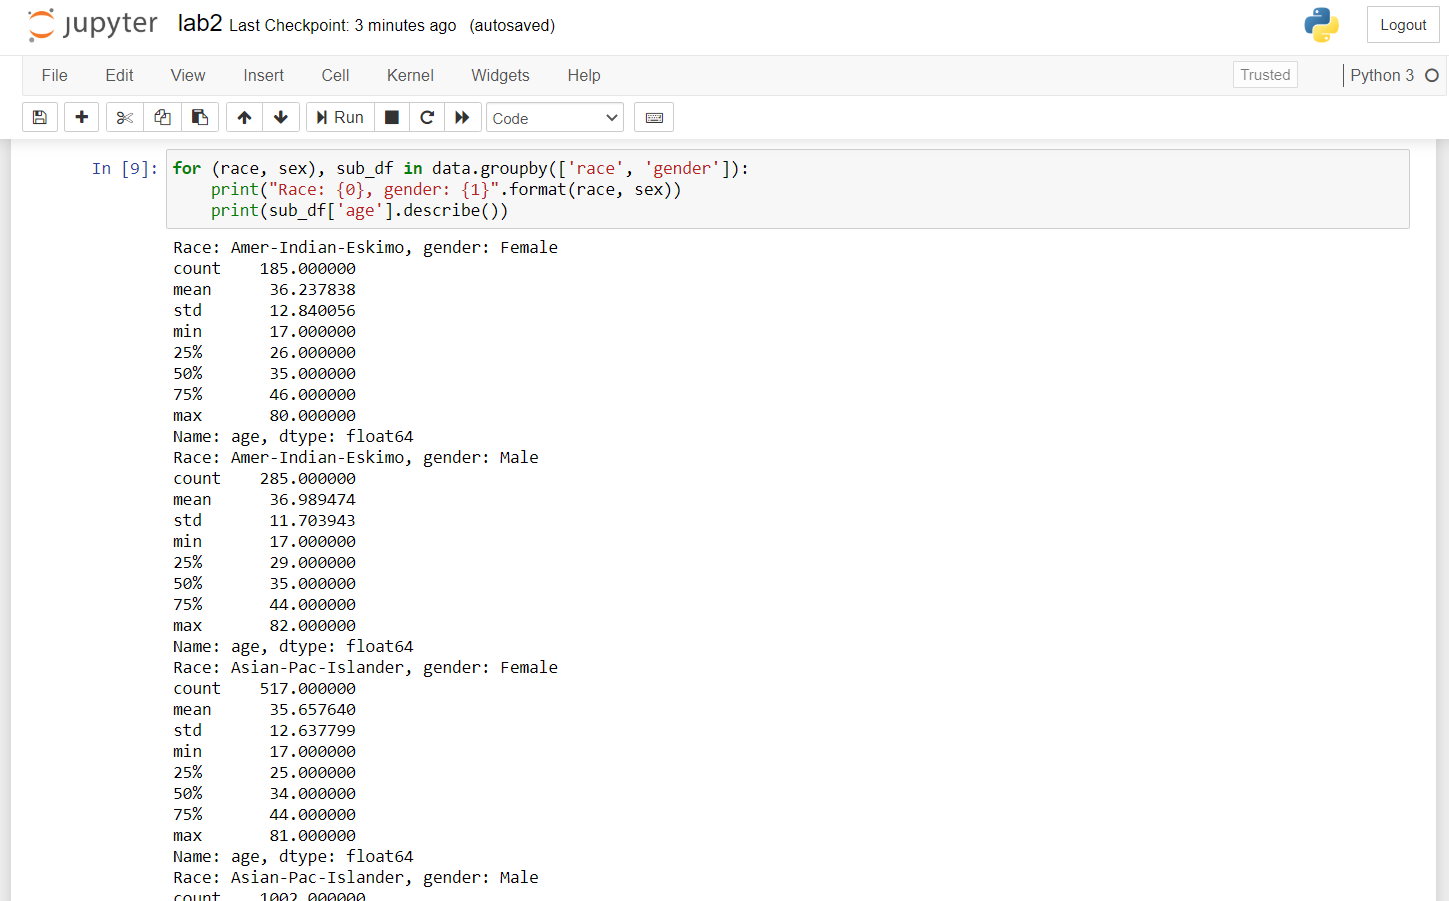 jupyter lab2 Last Checkpoint: 3 minutes ago (autosaved) Logout
File Edit View Insert Cell Kernel Widgets Help Trusted Python 3
Run Code
In [9]: for (race, sex), sub_df in data.groupby(['race', 'gender']):
    print("Race: {0}, gender: {1}".format(race, sex))
    print(sub_df['age'].describe())
Race: Amer-Indian-Eskimo, gender: Female
count    185.000000
mean      36.237838
std       12.840056
min       17.000000
25%       26.000000
50%       35.000000
75%       46.000000
max       80.000000
Name: age, dtype: float64
Race: Amer-Indian-Eskimo, gender: Male
count    285.000000
mean      36.989474
std       11.703943
min       17.000000
25%       29.000000
50%       35.000000
75%       44.000000
max       82.000000
Name: age, dtype: float64
Race: Asian-Pac-Islander, gender: Female
count    517.000000
mean      35.657640
std       12.637799
min       17.000000
25%       25.000000
50%       34.000000
75%       44.000000
max       81.000000
Name: age, dtype: float64
Race: Asian-Pac-Islander, gender: Male
count    1002.000000